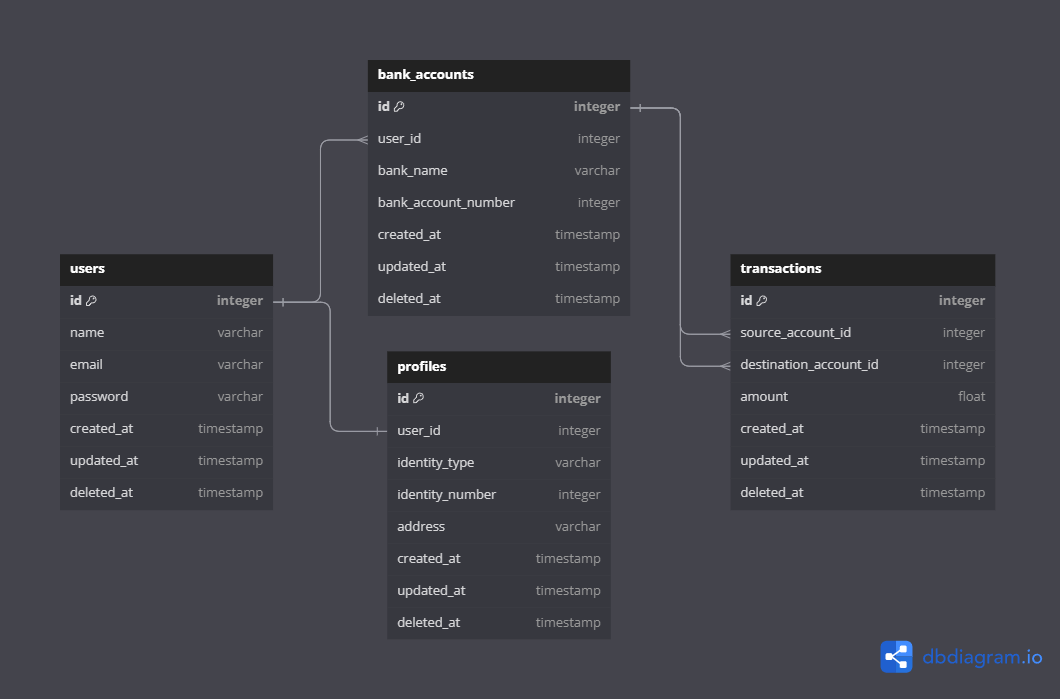 bank_accounts
id integer
user_id integer
bank_name varchar
bank_account_number integer
created_at timestamp
updated_at timestamp
deleted_at timestamp
users
id integer
name varchar
email varchar
password varchar
created_at timestamp
updated_at timestamp
deleted_at timestamp
profiles
id integer
user_id integer
identity_type varchar
identity_number integer
address varchar
created_at timestamp
updated_at timestamp
deleted_at timestamp
transactions
id integer
source_account_id integer
destination_account_id integer
amount float
created_at timestamp
updated_at timestamp
deleted_at timestamp
dbdiagram.io